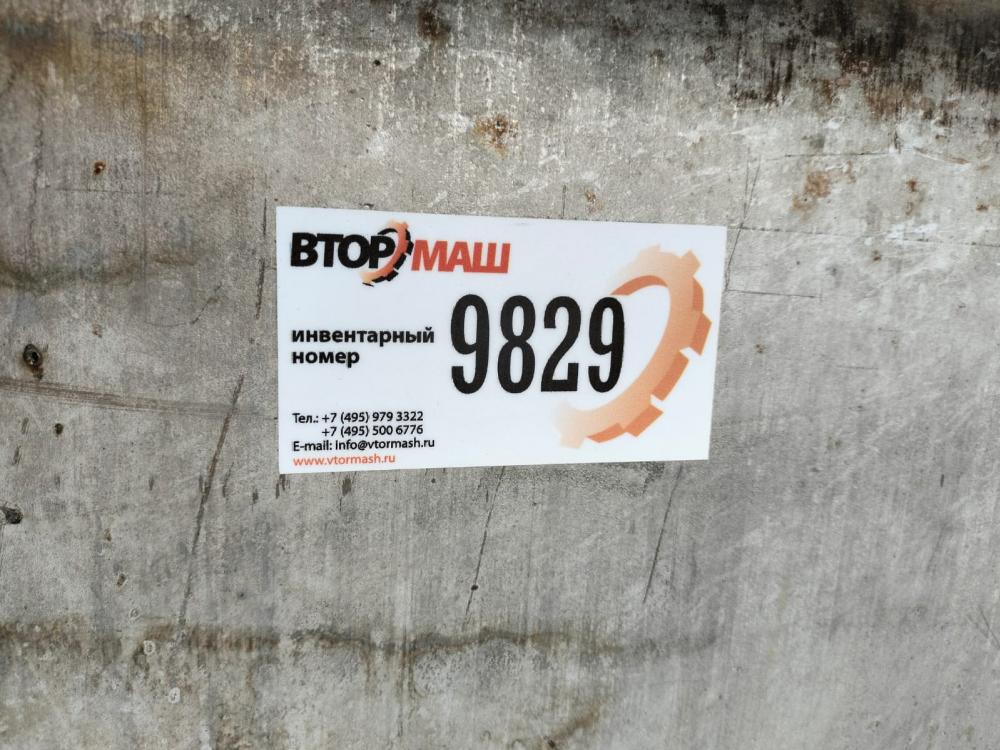 ВТОРМАШ
инвентарный
номер
9829
Тел.: +7 (495) 979 3322
+7 (495) 500 6776
E-mail: info@vtormash.ru
www.vtormash.ru